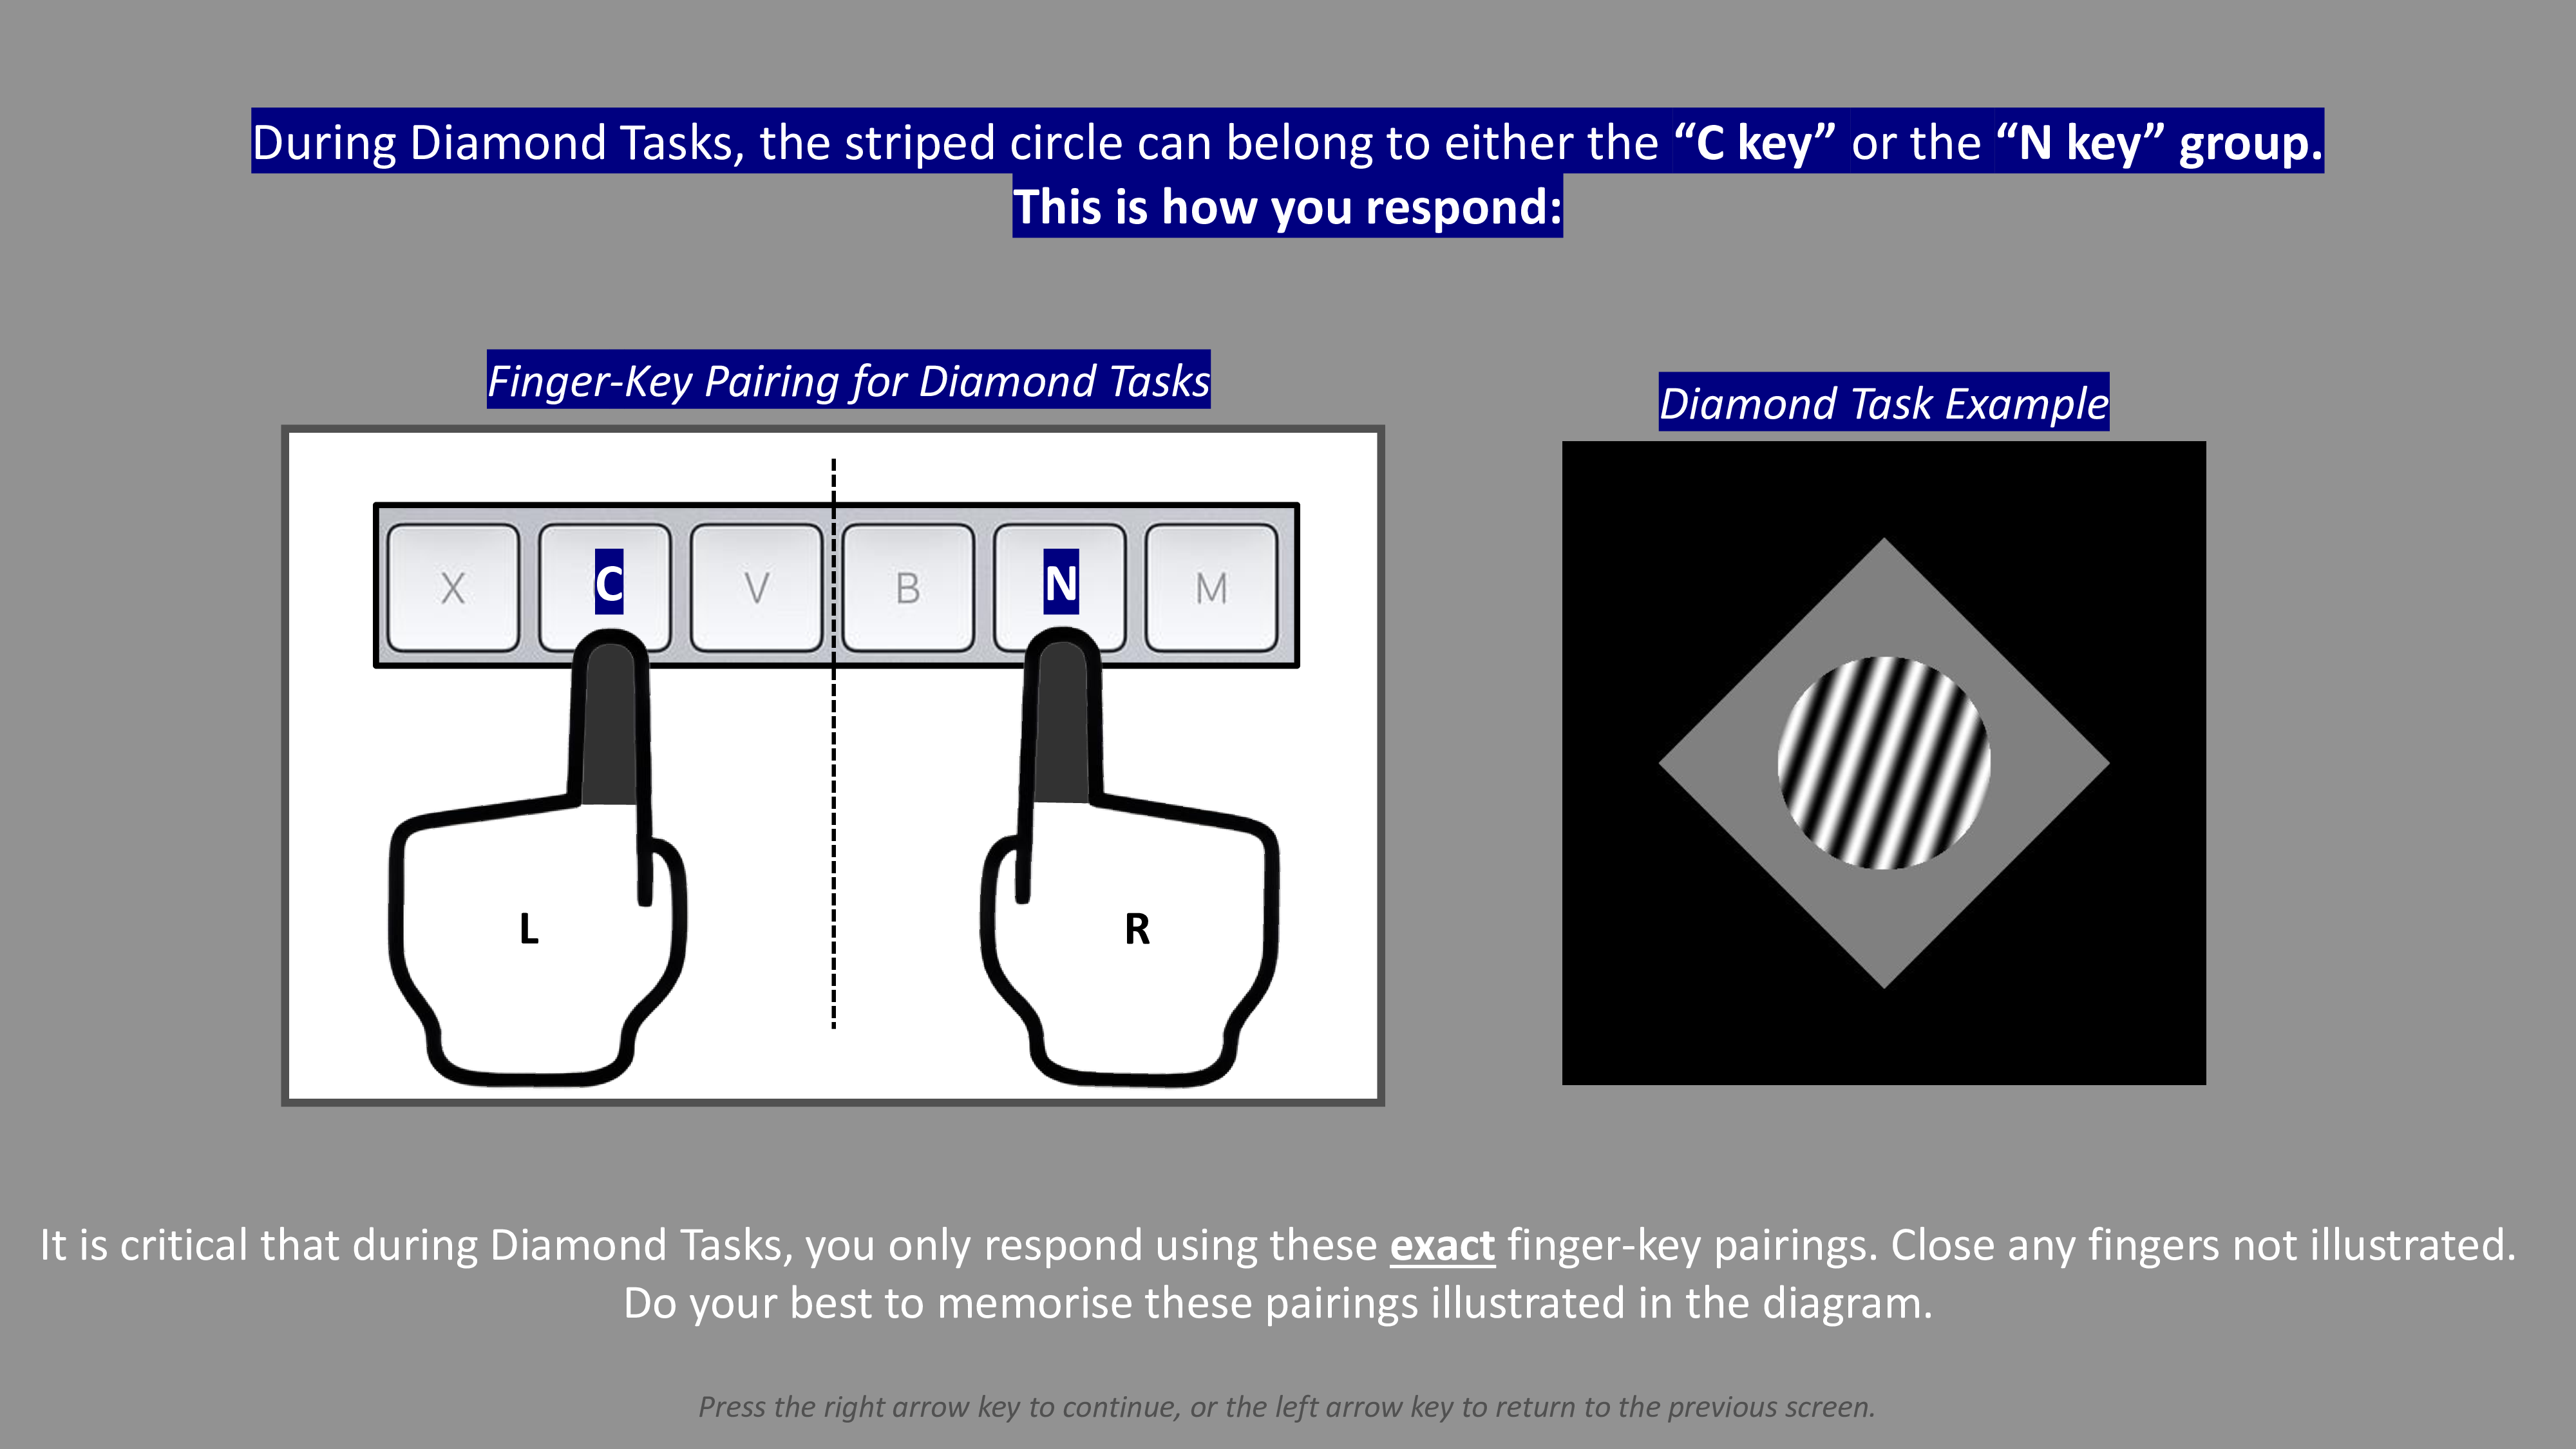 During Diamond Tasks, the striped circle can belong to either the “C key” or the “N key” group.
This is how you respond:
Finger-Key Pairing for Diamond Tasks
Diamond Task Example
X C V B N M
L R
It is critical that during Diamond Tasks, you only respond using these exact finger-key pairings. Close any fingers not illustrated.
Do your best to memorise these pairings illustrated in the diagram.
Press the right arrow key to continue, or the left arrow key to return to the previous screen.